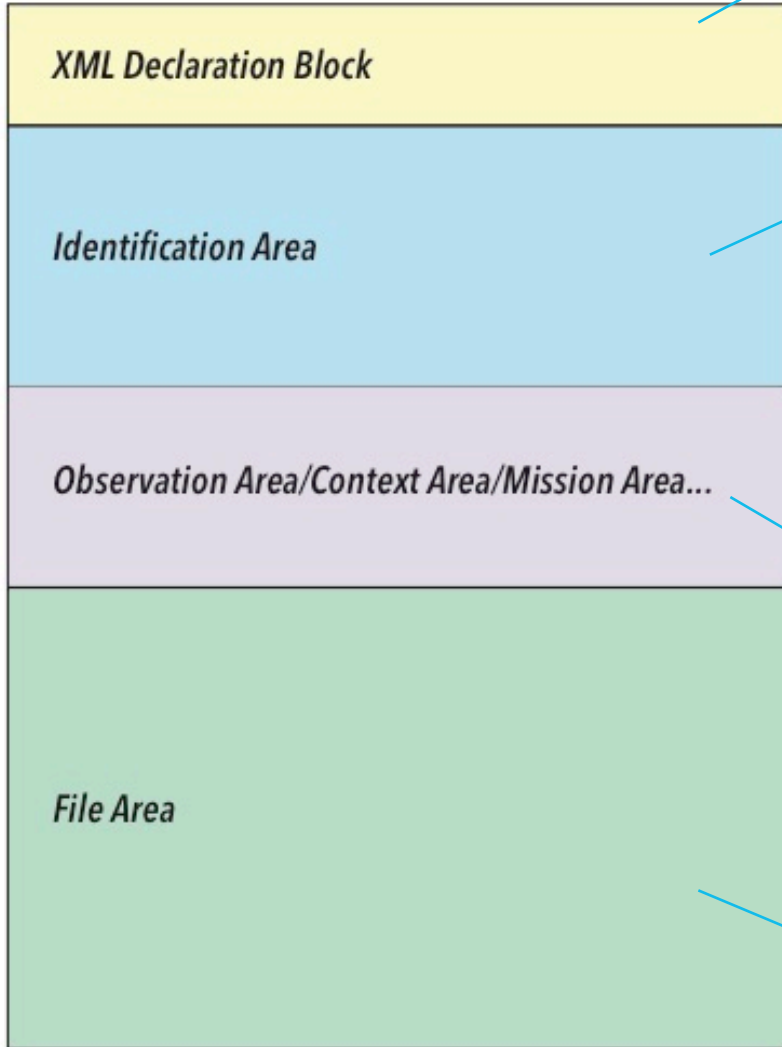 XML Declaration Block
Identification Area
Observation Area/Context Area/Mission Area...
File Area